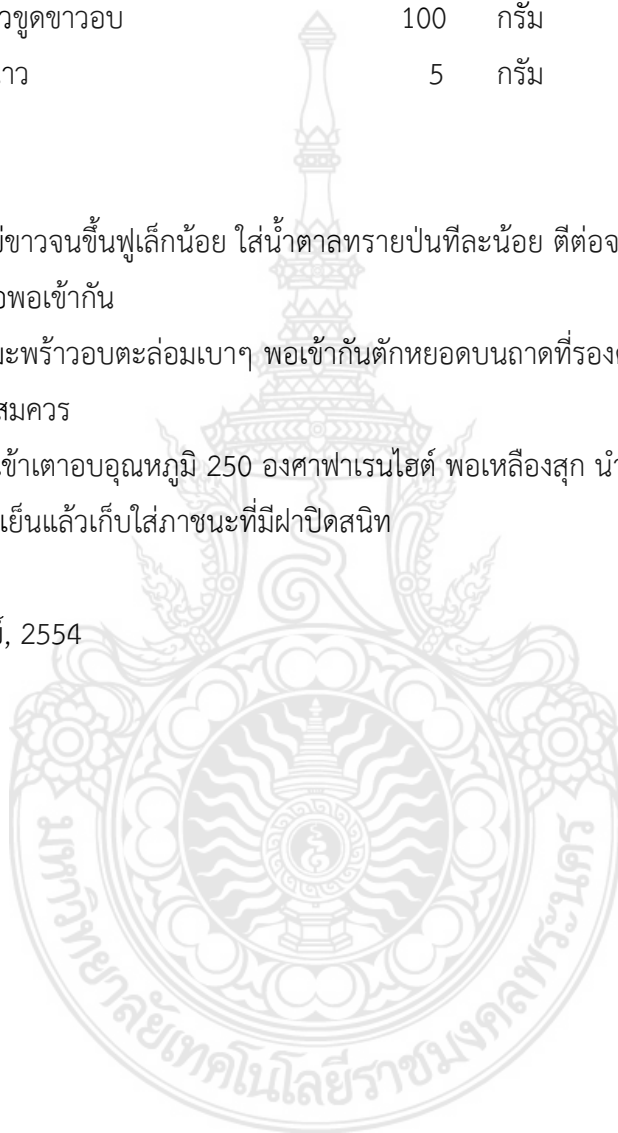 วขูดขาวอบ 100 กรัม
าว 5 กรัม
ข่ขาวจนขึ้นฟูเล็กน้อย ใส่น้ำตาลทรายป่นทีละน้อย ตีต่อจ
อพอเข้ากัน
มะพร้าวอบตะล่อมเบาๆ พอเข้ากันตักหยอดบนถาดที่รอง
สมควร
เข้าเตาอบอุณหภูมิ 250 องศาฟาเรนไฮต์ พอเหลืองสุก นำ
เย็นแล้วเก็บใส่ภาชนะที่มีฝาปิดสนิท
์, 2554
มหาวิทยาลัยเทคโนโลยีราชมงคลพระนคร